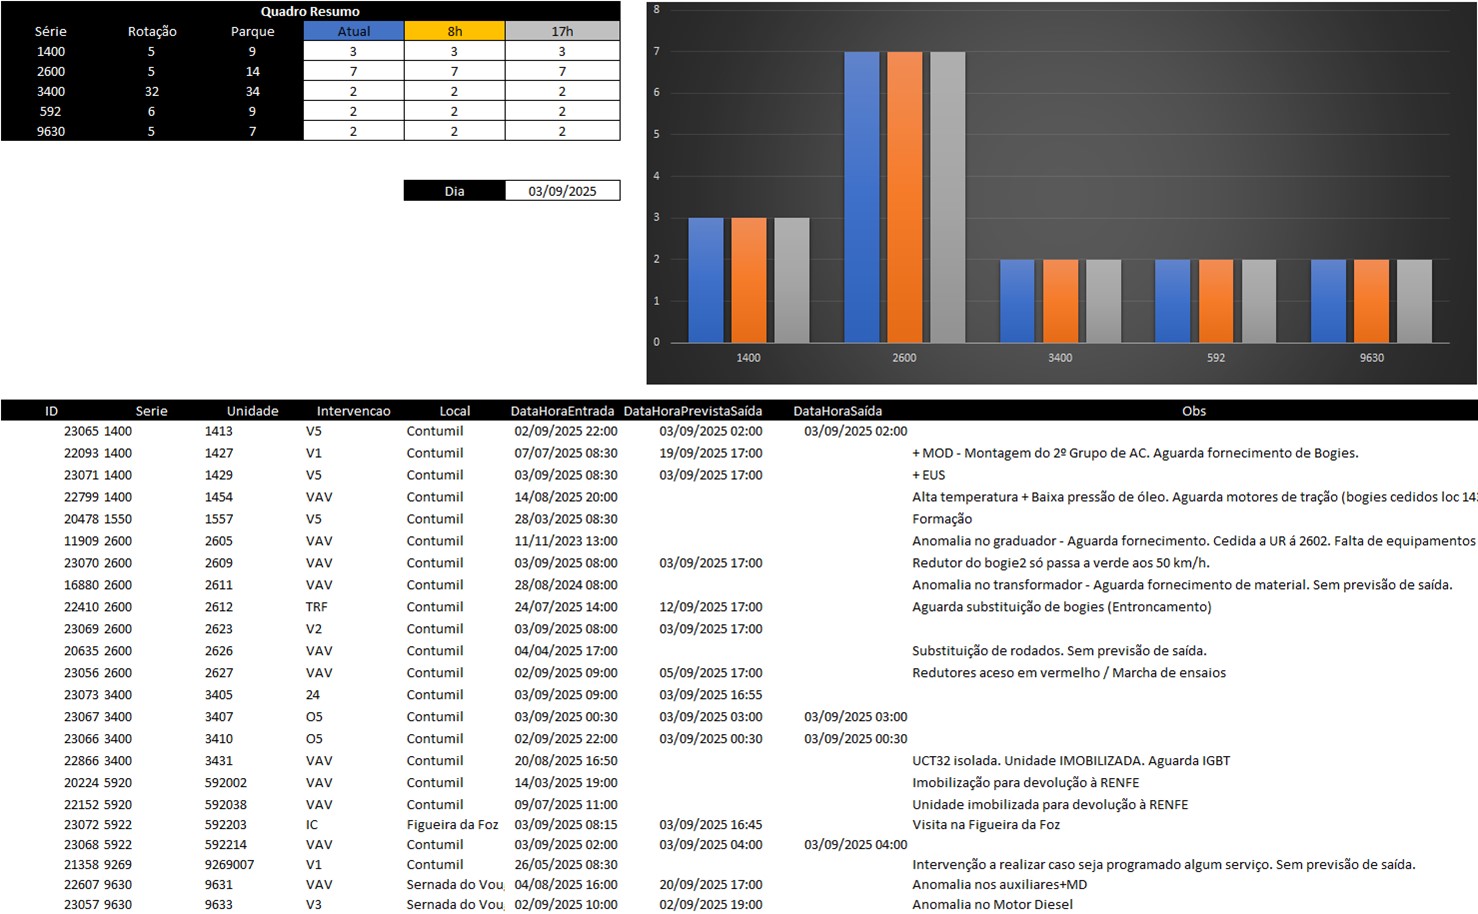 Quadro Resumo
Série Rotação Parque Atual 8h 17h
1400 5 9 3 3 3
2600 5 14 7 7 7
3400 32 34 2 2 2
592 6 9 2 2 2
9630 5 7 2 2 2
Dia 03/09/2025
8
7
6
5
4
3
2
1
0
1400 2600 3400 592 9630
ID Serie Unidade Intervencao Local DataHoraEntrada DataHoraPrevistaSaída DataHoraSaída Obs
23065 1400 1413 V5 Contumil 02/09/2025 22:00 03/09/2025 02:00 03/09/2025 02:00
22093 1400 1427 V1 Contumil 07/07/2025 08:30 19/09/2025 17:00 + MOD - Montagem do 2º Grupo de AC. Aguarda fornecimento de Bogies.
23071 1400 1429 V5 Contumil 03/09/2025 08:30 03/09/2025 17:00 + EUS
22799 1400 1454 VAV Contumil 14/08/2025 20:00 Alta temperatura + Baixa pressão de óleo. Aguarda motores de tração (bogies cedidos loc
20478 1550 1557 V5 Contumil 28/03/2025 08:30 Formação
11909 2600 2605 VAV Contumil 11/11/2023 13:00 Anomalia no graduador - Aguarda fornecimento. Cedida a UR á 2602. Falta de equipamentos
23070 2600 2609 VAV Contumil 03/09/2025 08:00 03/09/2025 17:00 Redutor do bogie2 só passa a verde aos 50 km/h.
16880 2600 2611 VAV Contumil 28/08/2024 08:00 Anomalia no transformador - Aguarda fornecimento de material. Sem previsão de saída.
22410 2600 2612 TRF Contumil 24/07/2025 14:00 12/09/2025 17:00 Aguarda substituição de bogies (Entroncamento)
23069 2600 2623 V2 Contumil 03/09/2025 08:00 03/09/2025 17:00
20635 2600 2626 VAV Contumil 04/04/2025 17:00 Substituição de rodados. Sem previsão de saída.
23056 2600 2627 VAV Contumil 02/09/2025 09:00 05/09/2025 17:00 Redutores aceso em vermelho / Marcha de ensaios
23073 3400 3405 24 Contumil 03/09/2025 09:00 03/09/2025 16:55
23067 3400 3407 O5 Contumil 03/09/2025 00:30 03/09/2025 03:00 03/09/2025 03:00
23066 3400 3410 O5 Contumil 02/09/2025 22:00 03/09/2025 00:30 03/09/2025 00:30
22866 3400 3431 VAV Contumil 20/08/2025 16:50 UCT32 isolada. Unidade IMOBILIZADA. Aguarda IGBT
20224 5920 592002 VAV Contumil 14/03/2025 19:00 Imobilização para devolução à RENFE
22152 5920 592038 VAV Contumil 09/07/2025 11:00 Unidade imobilizada para devolução à RENFE
23072 5922 592203 IC Figueira da Foz 03/09/2025 08:15 03/09/2025 16:45 Visita na Figueira da Foz
23068 5922 592214 VAV Contumil 03/09/2025 02:00 03/09/2025 04:00 03/09/2025 04:00
21358 9269 9269007 V1 Contumil 26/05/2025 08:30 Intervenção a realizar caso seja programado algum serviço. Sem previsão de saída.
22607 9630 9631 VAV Sernada do Vou 04/08/2025 16:00 20/09/2025 17:00 Anomalia nos auxiliares+MD
23057 9630 9633 V3 Sernada do Vou 02/09/2025 10:00 02/09/2025 19:00 Anomalia no Motor Diesel